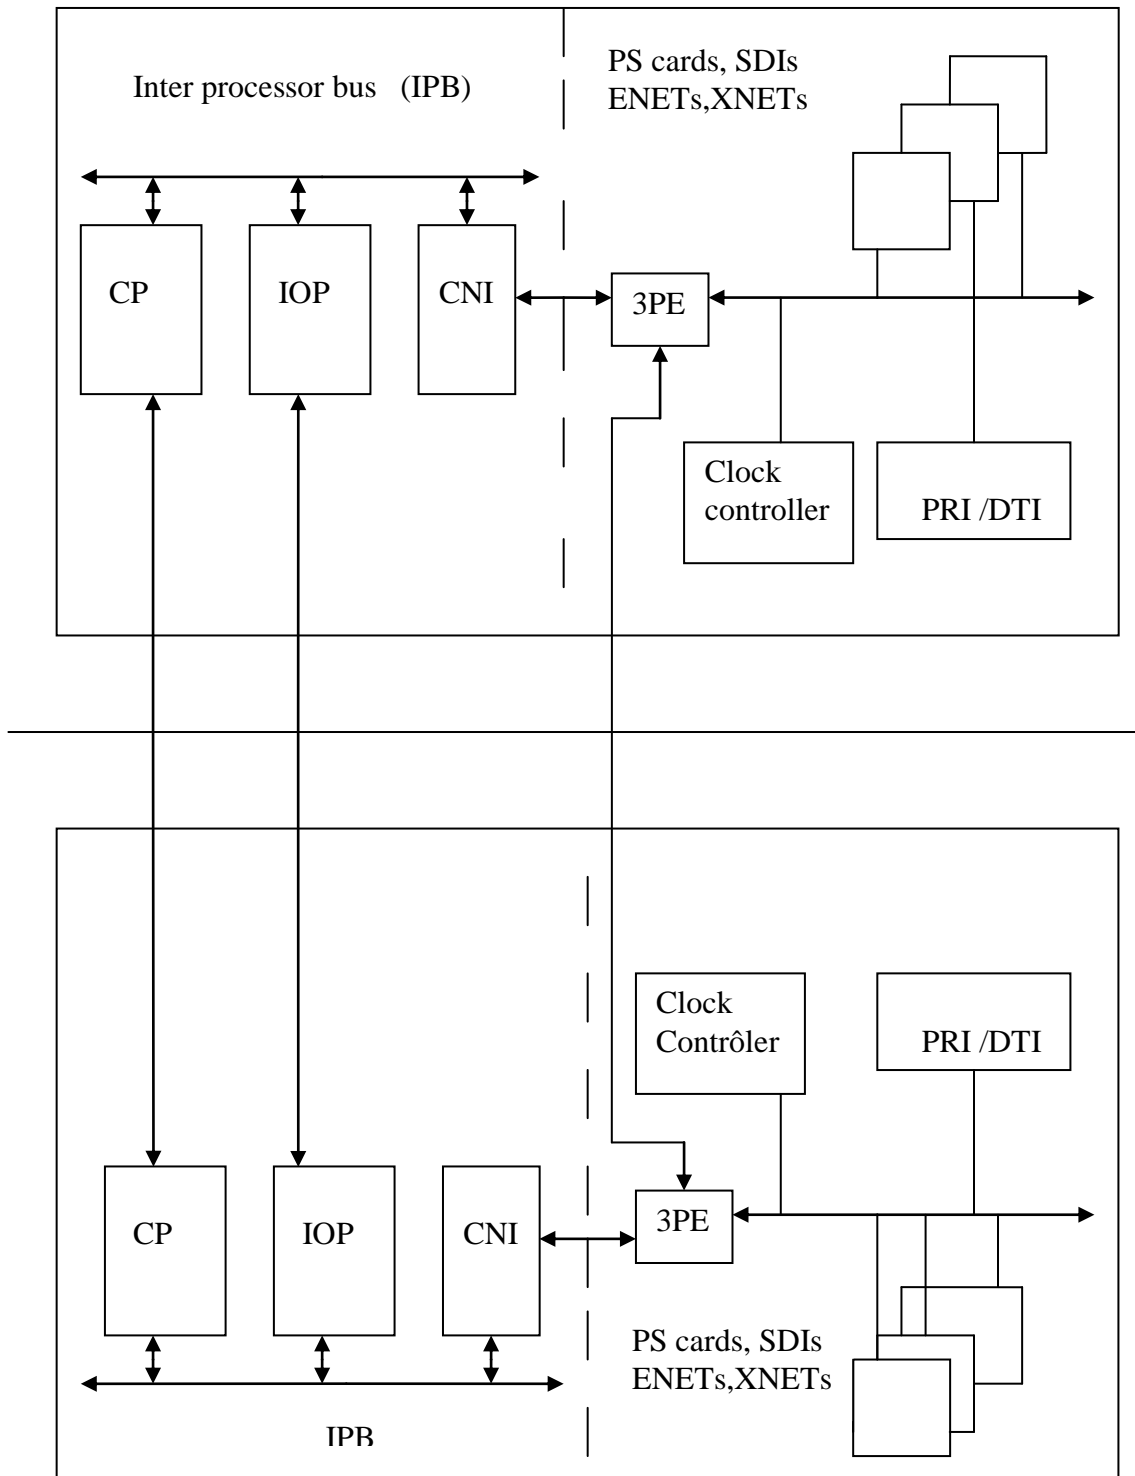 Inter processor bus (IPB)
PS cards, SDIs
ENETs,XNETs
CP
IOP
CNI
3PE
Clock
controller
PRI /DTI
Clock
Contrôler
PRI /DTI
CP
IOP
CNI
3PE
PS cards, SDIs
ENETs,XNETs
IPB